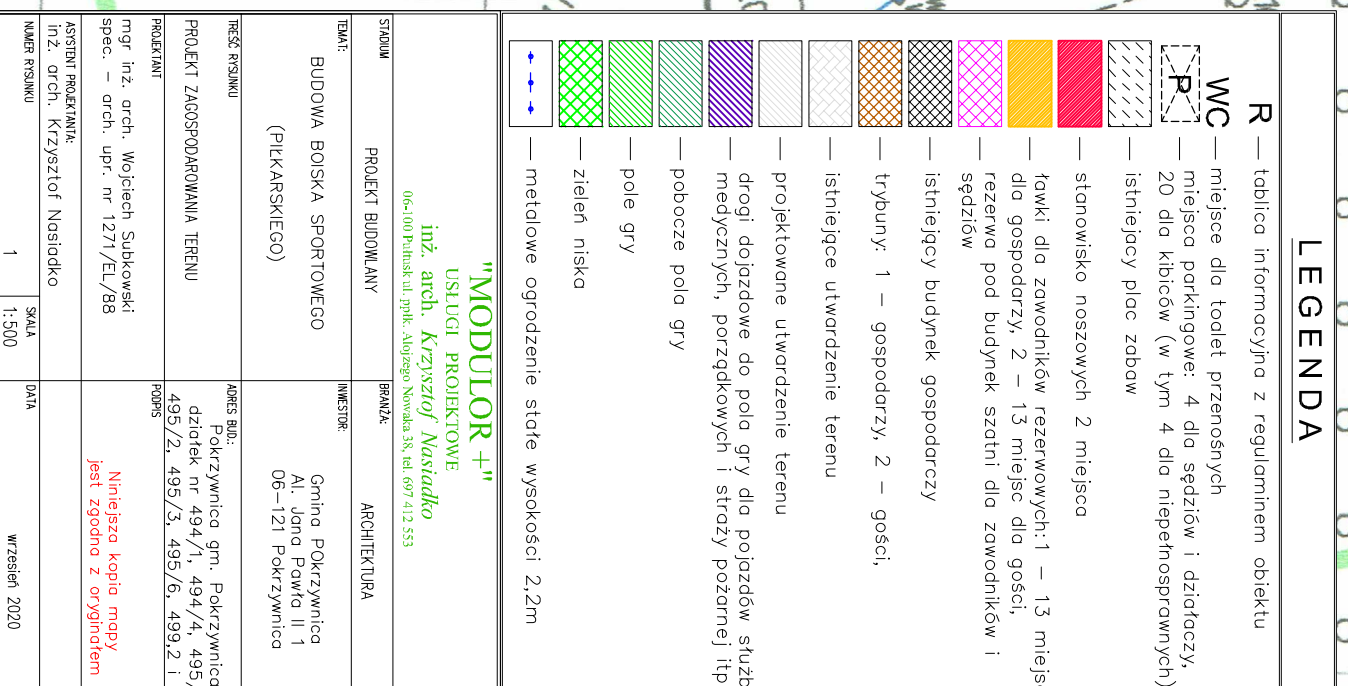 LEGENDA
R — tablica informacyjna z regulaminem obiektu
WC — miejsce dla toalet przenośnych
P — miejsca parkingowe: 4 dla sędziów i działaczy,
20 dla kibiców (w tym 4 dla niepełnosprawnych)
— istniejacy plac zabaw
— stanowisko noszowych 2 miejsca
— ławki dla zawodników rezerwowych:1 — 13 miejsc
dla gospodarzy, 2 — 13 miejsc dla gości,
— rezerwa pod budynek szatni dla zawodników i
sędziów
— istniejący budynek gospodarczy
— trybuny: 1 — gospodarzy, 2 — gości,
— istniejące utwardzenie terenu
— projektowane utwardzenie terenu
— drogi dojazdowe do pola gry dla pojazdów służb
medycznych, porządkowych i straży pożarnej itp
— pobocze pola gry
— pole gry
— zieleń niska
— metalowe ogrodzenie stałe wysokości 2,2m
"MODULOR +"
USŁUGI PROJEKTOWE
inż. arch. Krzysztof Nasiadko
06-100 Pułtusk ul. ppłk. Alojzego Nowaka 38, tel. 697 412 553
STADIUM
PROJEKT BUDOWLANY
BRANŻA:
ARCHITEKTURA
TEMAT:
BUDOWA BOISKA SPORTOWEGO
(PIŁKARSKIEGO)
INWESTOR:
Gmina POkrzywnica
Al. Jana Pawła II 1
06—121 Pokrzywnica
TREŚĆ RYSUNKU
PROJEKT ZAGOSPODAROWANIA TERENU
ADRES BUD.:
Pokrzywnica gm. Pokrzywnica
działek nr 494/1, 494/4, 495,
495/2, 495/3, 495/6, 499,2 i
PROJEKTANT
mgr inż. arch. Wojciech Subkowski
spec. — arch. upr. nr 1271/EL/88
PODPIS
Niniejsza kopia mapy
jest zgodna z oryginałem
ASYSTENT PROJEKTANTA:
inż. arch. Krzysztof Nasiadko
NUMER RYSUNKU
1
SKALA
1:500
DATA
wrzesień 2020